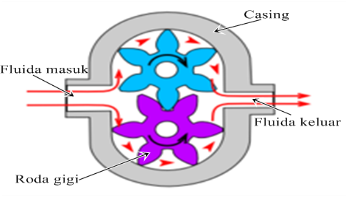 Casing
Fluida masuk
Fluida keluar
Roda gigi